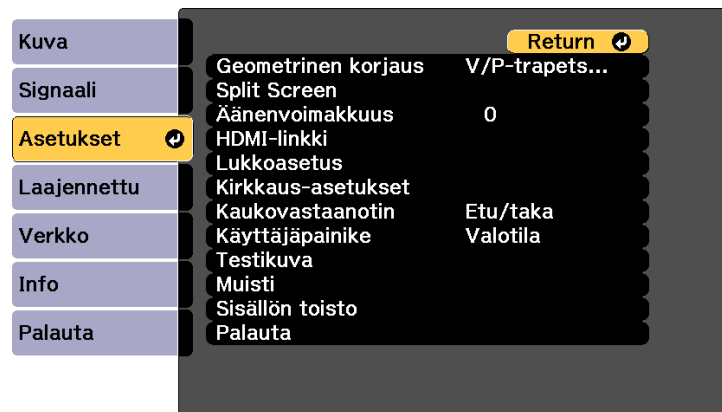 Kuva
Signaali
Asetukset
Laajennettu
Verkko
Info
Palauta
Return
Geometrinen korjaus V/P-trapets...
Split Screen
Äänenvoimakkuus 0
HDMI-linkki
Lukkoasetus
Kirkkaus-asetukset
Kaukovastaanotin Etu/taka
Käyttäjäpainike Valotila
Testikuva
Muisti
Sisällön toisto
Palauta